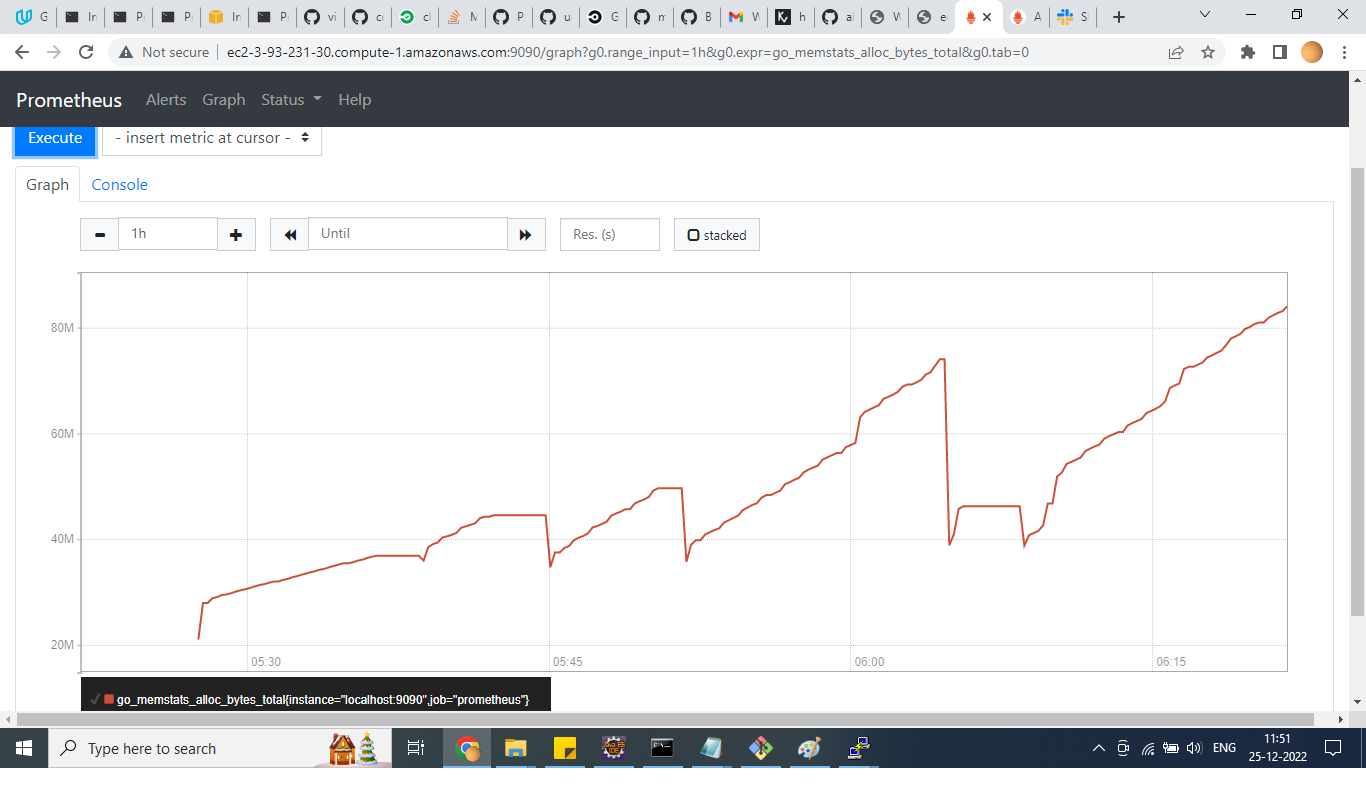 G In P P In P vi c cl M P u G m B W h al W e A S
Not secure ec2-3-93-231-30.compute-1.amazonaws.com:9090/graph?g0.range_input=1h&g0.expr=go_memstats_alloc_bytes_total&g0.tab=0
Prometheus Alerts Graph Status Help
Execute - insert metric at cursor -
Graph Console
1h Until Res. (s) stacked
80M
60M
40M
20M
05:30 05:45 06:00 06:15
go_memstats_alloc_bytes_total{instance="localhost:9090",job="prometheus"}
Type here to search ENG 11:51
25-12-2022